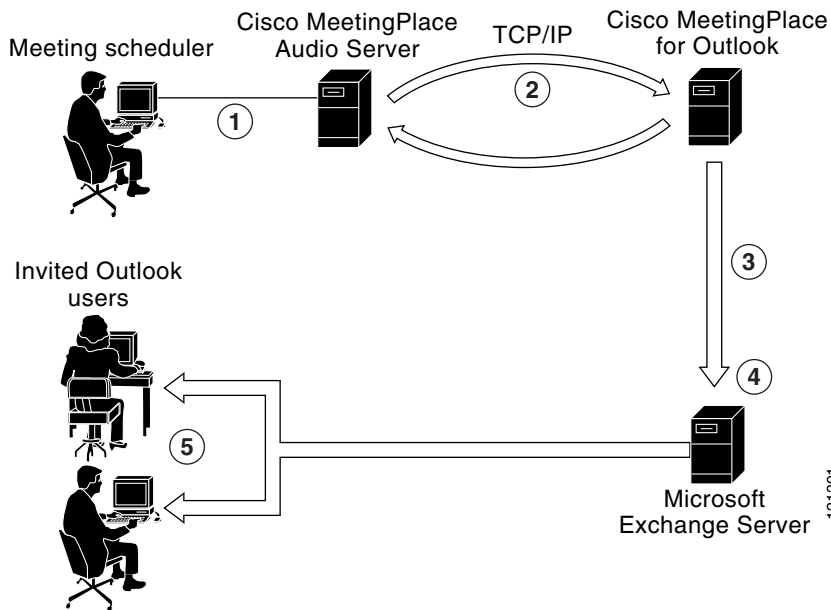 Meeting scheduler
Cisco MeetingPlace
Audio Server
TCP/IP
Cisco MeetingPlace
for Outlook
1
2
3
Invited Outlook
users
4
5
Microsoft
Exchange Server